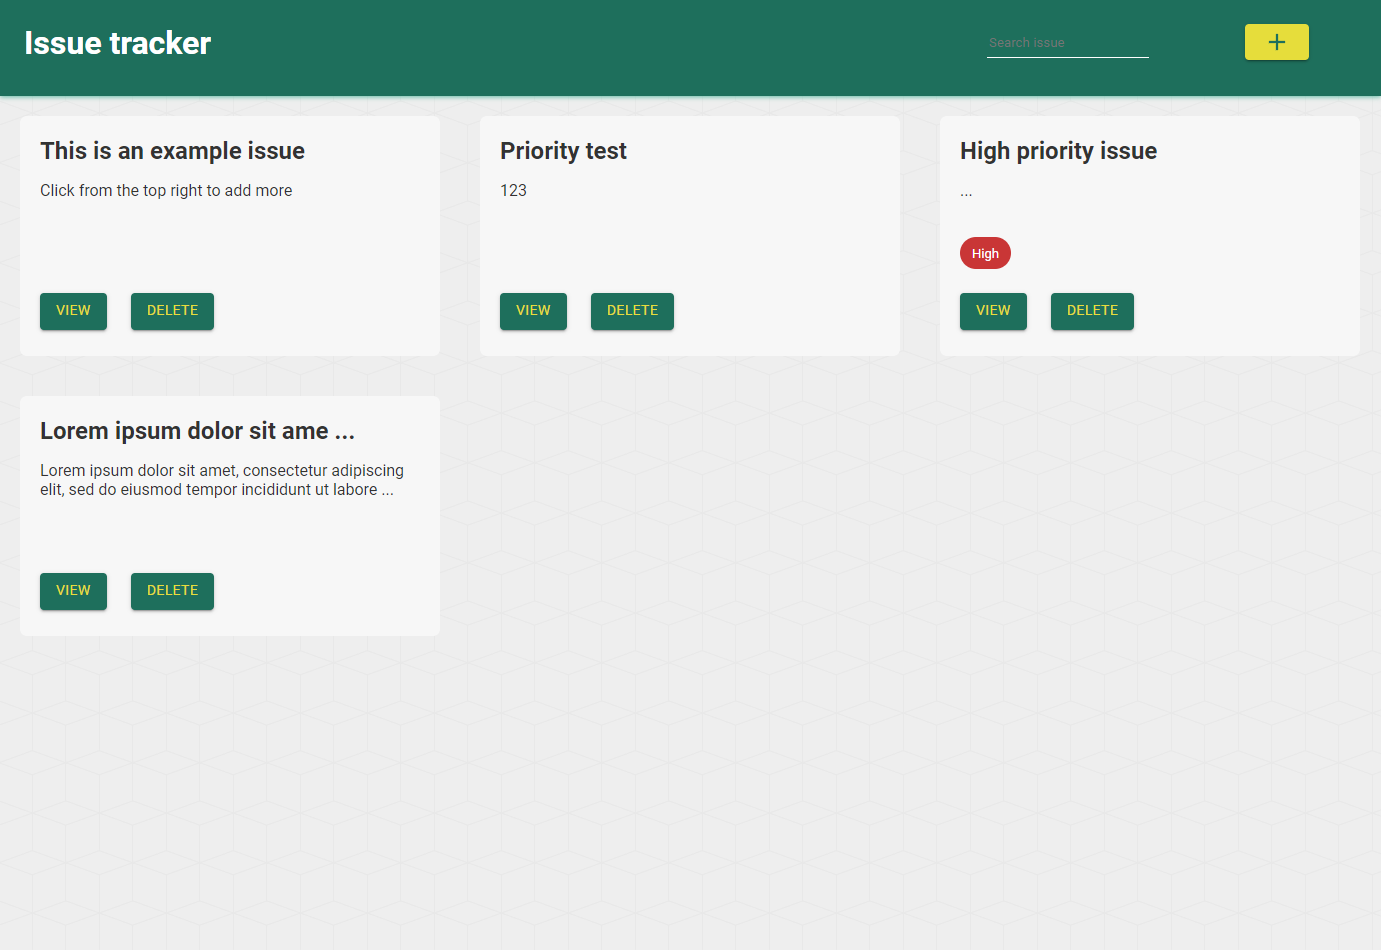 Issue tracker
Search issue
+
This is an example issue
Click from the top right to add more
VIEW DELETE
Priority test
123
VIEW DELETE
High priority issue
...
High
VIEW DELETE
Lorem ipsum dolor sit ame ...
Lorem ipsum dolor sit amet, consectetur adipiscing
elit, sed do eiusmod tempor incididunt ut labore ...
VIEW DELETE